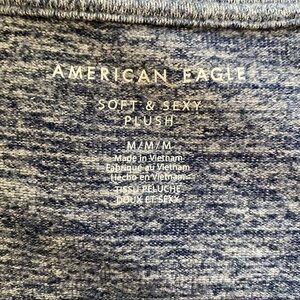 AMERICAN EAGLE
SOFT & SEXY
PLUSH
M/M/M
Made in Vietnam
Fabriqué au Vietnam
Hecho en Vietnam
TISSU PELUCHE
DOUX ET SEXY